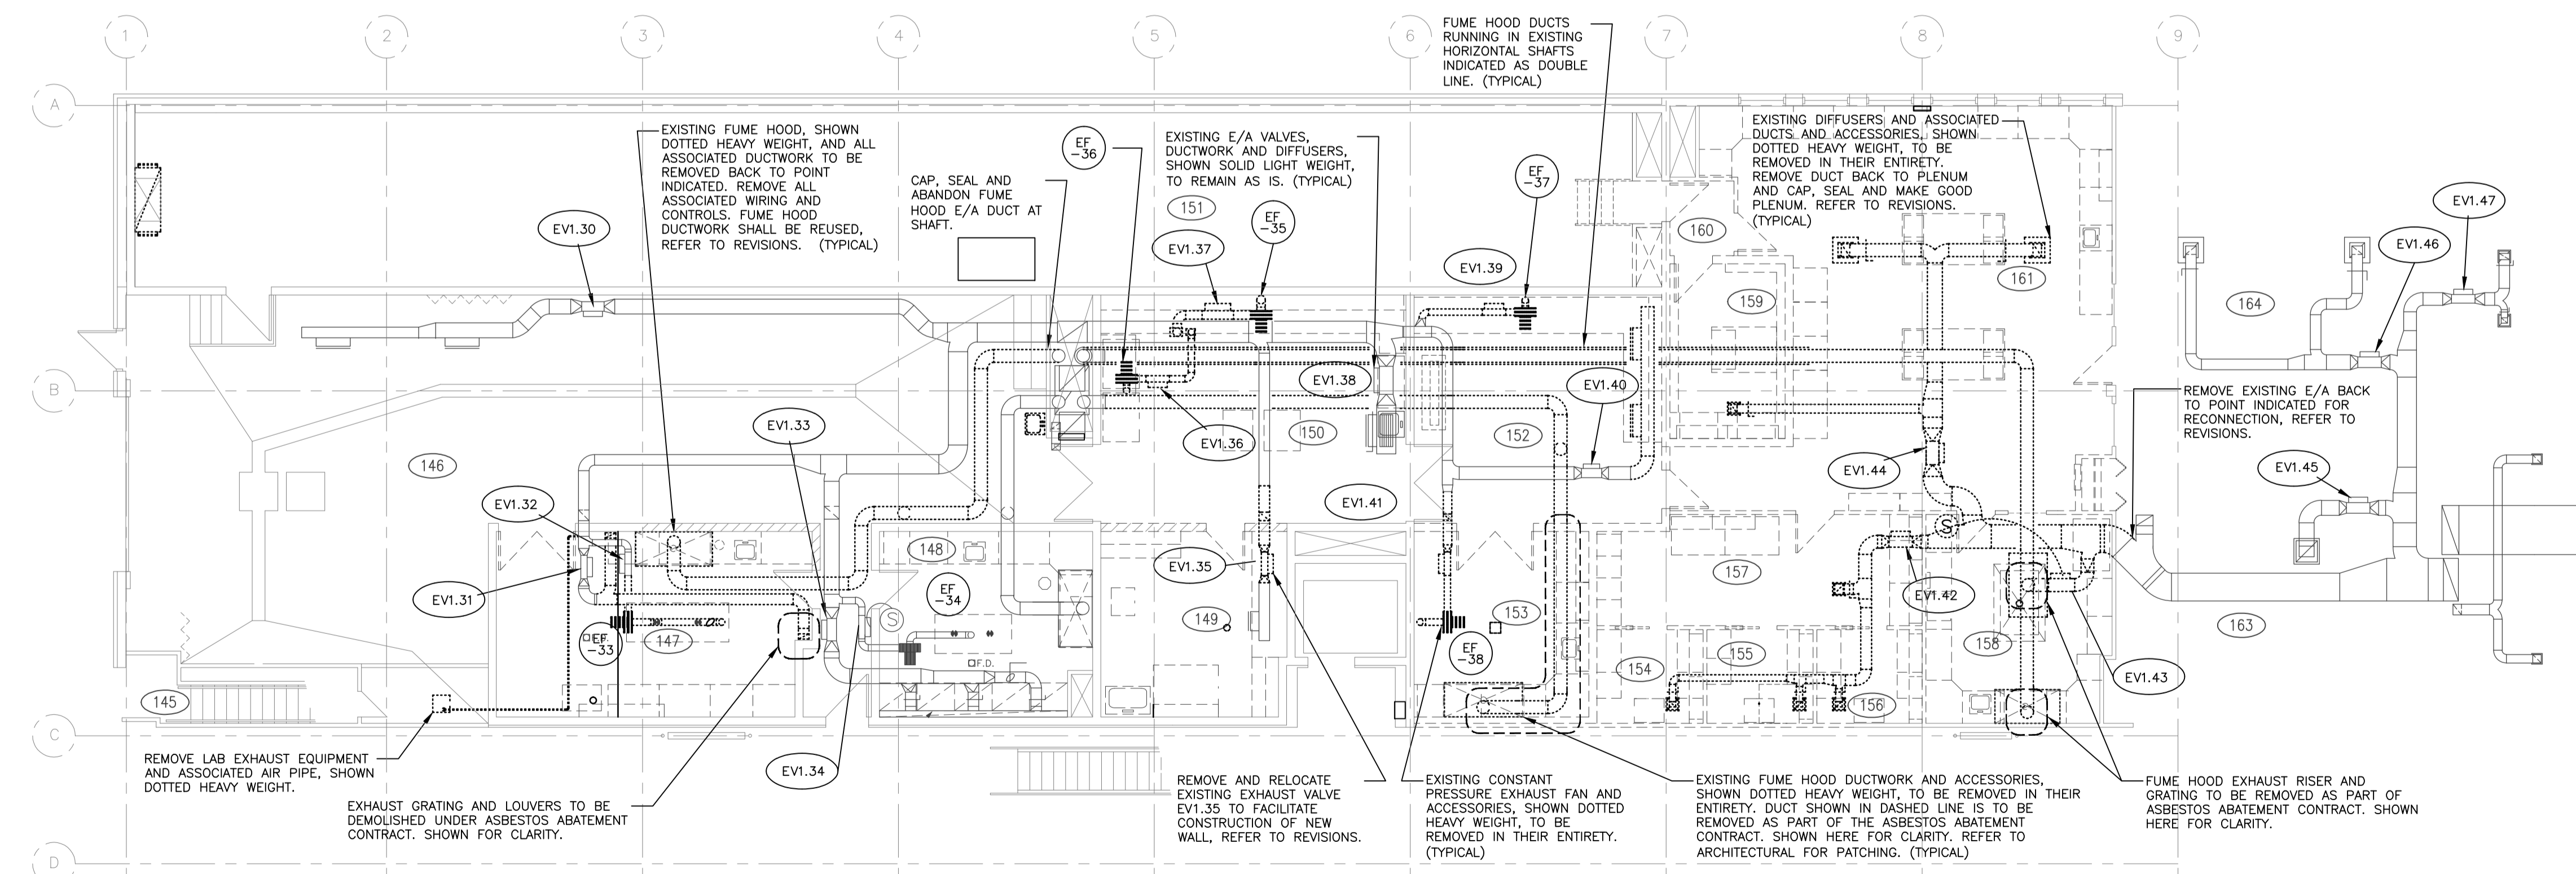 1
2
3
4
5
6
7
8
9
A
B
C
D
FUME HOOD DUCTS
RUNNING IN EXISTING
HORIZONTAL SHAFTS
INDICATED AS DOUBLE
LINE. (TYPICAL)
EXISTING FUME HOOD, SHOWN
DOTTED HEAVY WEIGHT, AND ALL
ASSOCIATED DUCTWORK TO BE
REMOVED BACK TO POINT
INDICATED. REMOVE ALL
ASSOCIATED WIRING AND
CONTROLS. FUME HOOD
DUCTWORK SHALL BE REUSED,
REFER TO REVISIONS. (TYPICAL)
CAP, SEAL AND
ABANDON FUME
HOOD E/A DUCT AT
SHAFT.
EF
-36
EXISTING E/A VALVES,
DUCTWORK AND DIFFUSERS,
SHOWN SOLID LIGHT WEIGHT,
TO REMAIN AS IS. (TYPICAL)
151
EF
-35
EF
-37
EXISTING DIFFUSERS AND ASSOCIATED
DUCTS AND ACCESSORIES, SHOWN
DOTTED HEAVY WEIGHT, TO BE
REMOVED IN THEIR ENTIRETY.
REMOVE DUCT BACK TO PLENUM
AND CAP, SEAL AND MAKE GOOD
PLENUM. REFER TO REVISIONS.
(TYPICAL)
EV1.30
EV1.37
EV1.39
160
161
159
EV1.47
EV1.46
164
EV1.38
EV1.40
EV1.36
150
152
EV1.33
146
EV1.32
EV1.31
EV1.41
EV1.44
EV1.45
REMOVE EXISTING E/A BACK
TO POINT INDICATED FOR
RECONNECTION, REFER TO
REVISIONS.
S
148
EF
-34
S
EF
-33
147
F.D.
EV1.35
149
153
EF
-38
157
EV1.42
154
155
156
158
EV1.43
163
145
EV1.34
REMOVE LAB EXHAUST EQUIPMENT
AND ASSOCIATED AIR PIPE, SHOWN
DOTTED HEAVY WEIGHT.
EXHAUST GRATING AND LOUVERS TO BE
DEMOLISHED UNDER ASBESTOS ABATEMENT
CONTRACT. SHOWN FOR CLARITY.
REMOVE AND RELOCATE
EXISTING EXHAUST VALVE
EV1.35 TO FACILITATE
CONSTRUCTION OF NEW
WALL, REFER TO REVISIONS.
EXISTING CONSTANT
PRESSURE EXHAUST FAN AND
ACCESSORIES, SHOWN DOTTED
HEAVY WEIGHT, TO BE
REMOVED IN THEIR ENTIRETY.
(TYPICAL)
EXISTING FUME HOOD DUCTWORK AND ACCESSORIES,
SHOWN DOTTED HEAVY WEIGHT, TO BE REMOVED IN THEIR
ENTIRETY. DUCT SHOWN IN DASHED LINE IS TO BE
REMOVED AS PART OF THE ASBESTOS ABATEMENT
CONTRACT. SHOWN HERE FOR CLARITY. REFER TO
ARCHITECTURAL FOR PATCHING. (TYPICAL)
FUME HOOD EXHAUST RISER AND
GRATING TO BE REMOVED AS PART OF
ASBESTOS ABATEMENT CONTRACT. SHOWN
HERE FOR CLARITY.